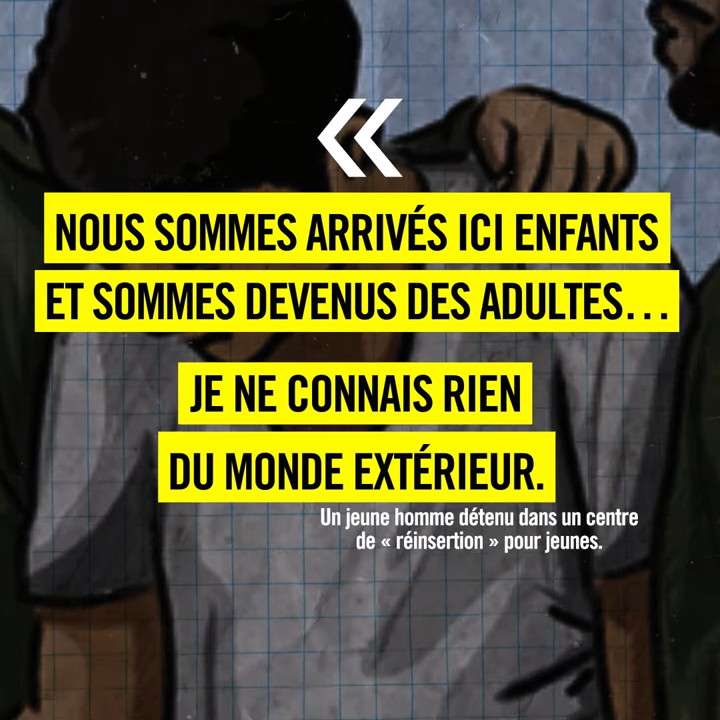 «
NOUS SOMMES ARRIVÉS ICI ENFANTS
ET SOMMES DEVENUS DES ADULTES...
JE NE CONNAIS RIEN
DU MONDE EXTÉRIEUR.
Un jeune homme détenu dans un centre
de « réinsertion » pour jeunes.